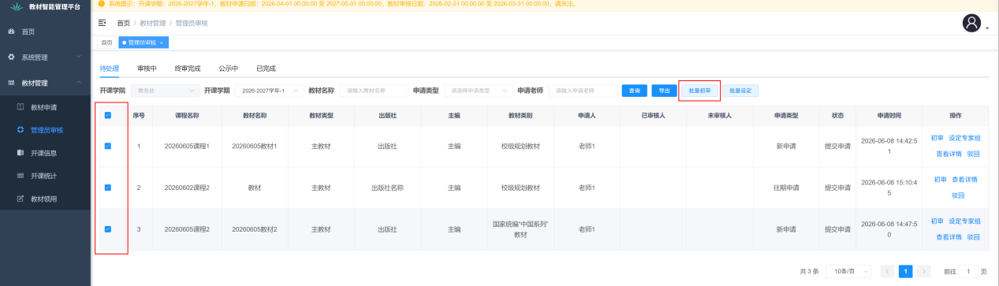 教材智能管理平台
系统提示：开课学期：2026-2027学年-1，教材申请日期：2026-04-01 00:00:00 至 2027-05-01 00:00:00，教材审核日期：2026-02-01 00:00:00 至 2026-03-31 00:00:00，请关注。
首页 / 教材管理 / 管理员审核
首页 管理员审核 ×
首页
系统管理
教材管理
教材申请
管理员审核
开课信息
开课统计
教材领用
待处理 审核中 终审完成 公示中 已完成
开课学院 教务处 开课学期 2026-2027学年-1 教材名称 请输入教材名称 申请类型 请选择申请类型 申请老师 请输入申请老师 查询 导出 批量初审 批量设定
序号 课程名称 教材名称 教材类型 出版社 主编 教材类别 申请人 已审核人 未审核人 申请类型 状态 申请时间 操作
1 20260605课程1 20260605教材1 主教材 出版社 主编 校级规划教材 老师1 新申请 提交申请 2026-06-08 14:42:5
1
初审 设定专家组
查看详情 驳回
2 20260602课程2 教材 主教材 出版社名称 主编 校级规划教材 老师1 往期申请 提交申请 2026-06-08 15:10:4
5
初审 查看详情
驳回
3 20260605课程2 20260605教材2 主教材 出版社 主编 国家统编“中国系列”
教材
老师1 新申请 提交申请 2026-06-08 14:47:5
0
初审 设定专家组
查看详情 驳回
共 3 条 10条/页 1 前往 1 页